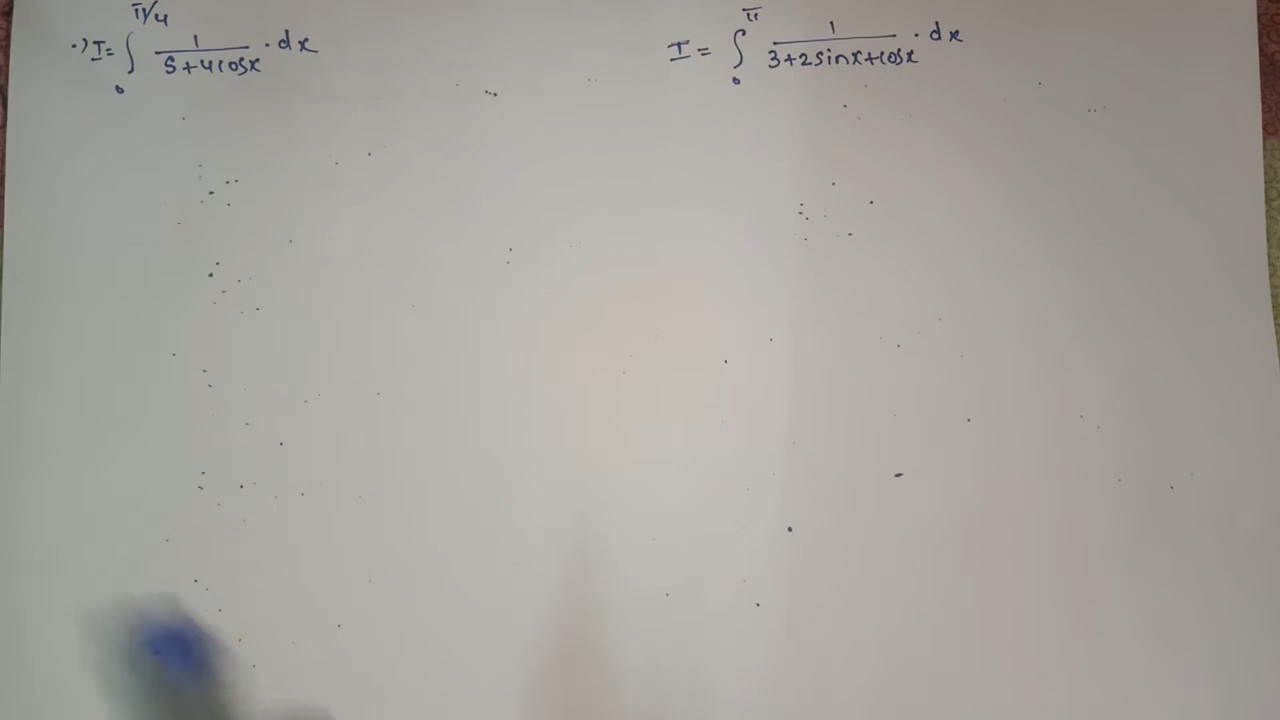 ·) I = ∫₀^{π/4} 1/(5+4cosx) · dx
I = ∫₀^{π} 1/(3+2sinx+cosx) · dx